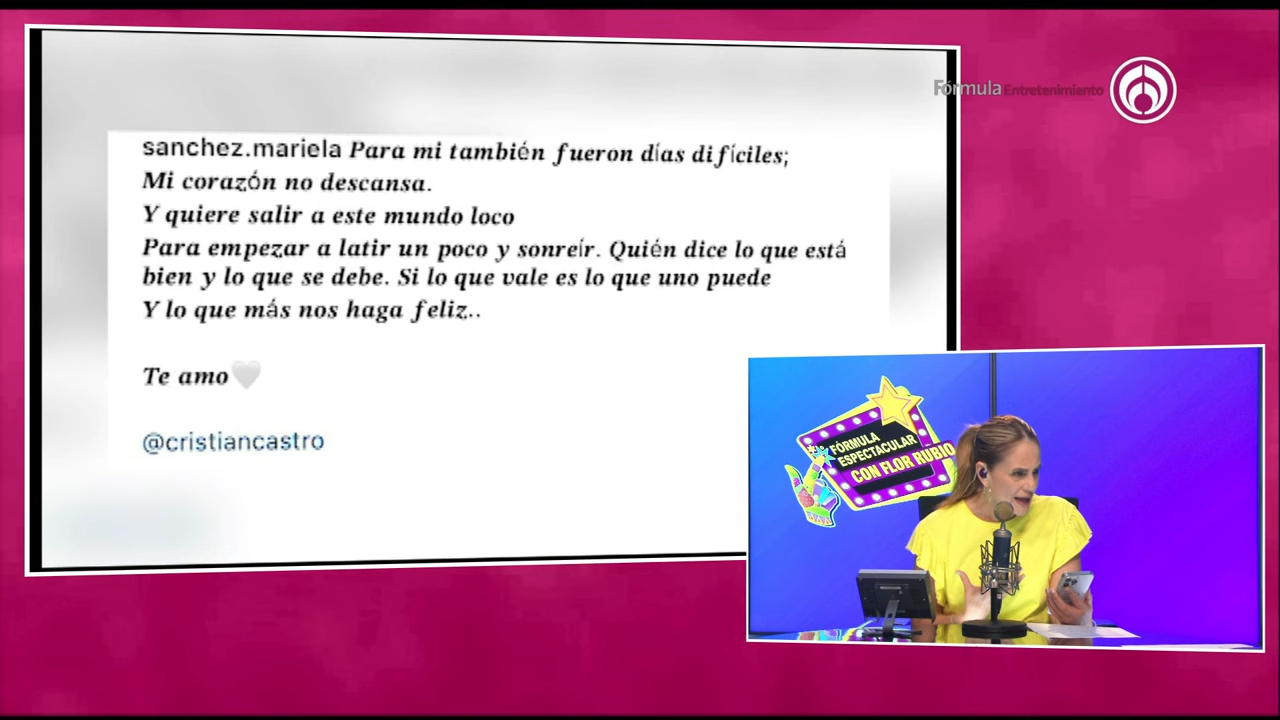 Fórmula Entretenimiento
sanchez.mariela Para mi también fueron días difíciles;
Mi corazón no descansa.
Y quiere salir a este mundo loco
Para empezar a latir un poco y sonreír. Quién dice lo que está
bien y lo que se debe. Si lo que vale es lo que uno puede
Y lo que más nos haga feliz..
Te amo🤍
@cristiancastro
FÓRMULA
ESPECTACULAR
CON FLOR RUBIO